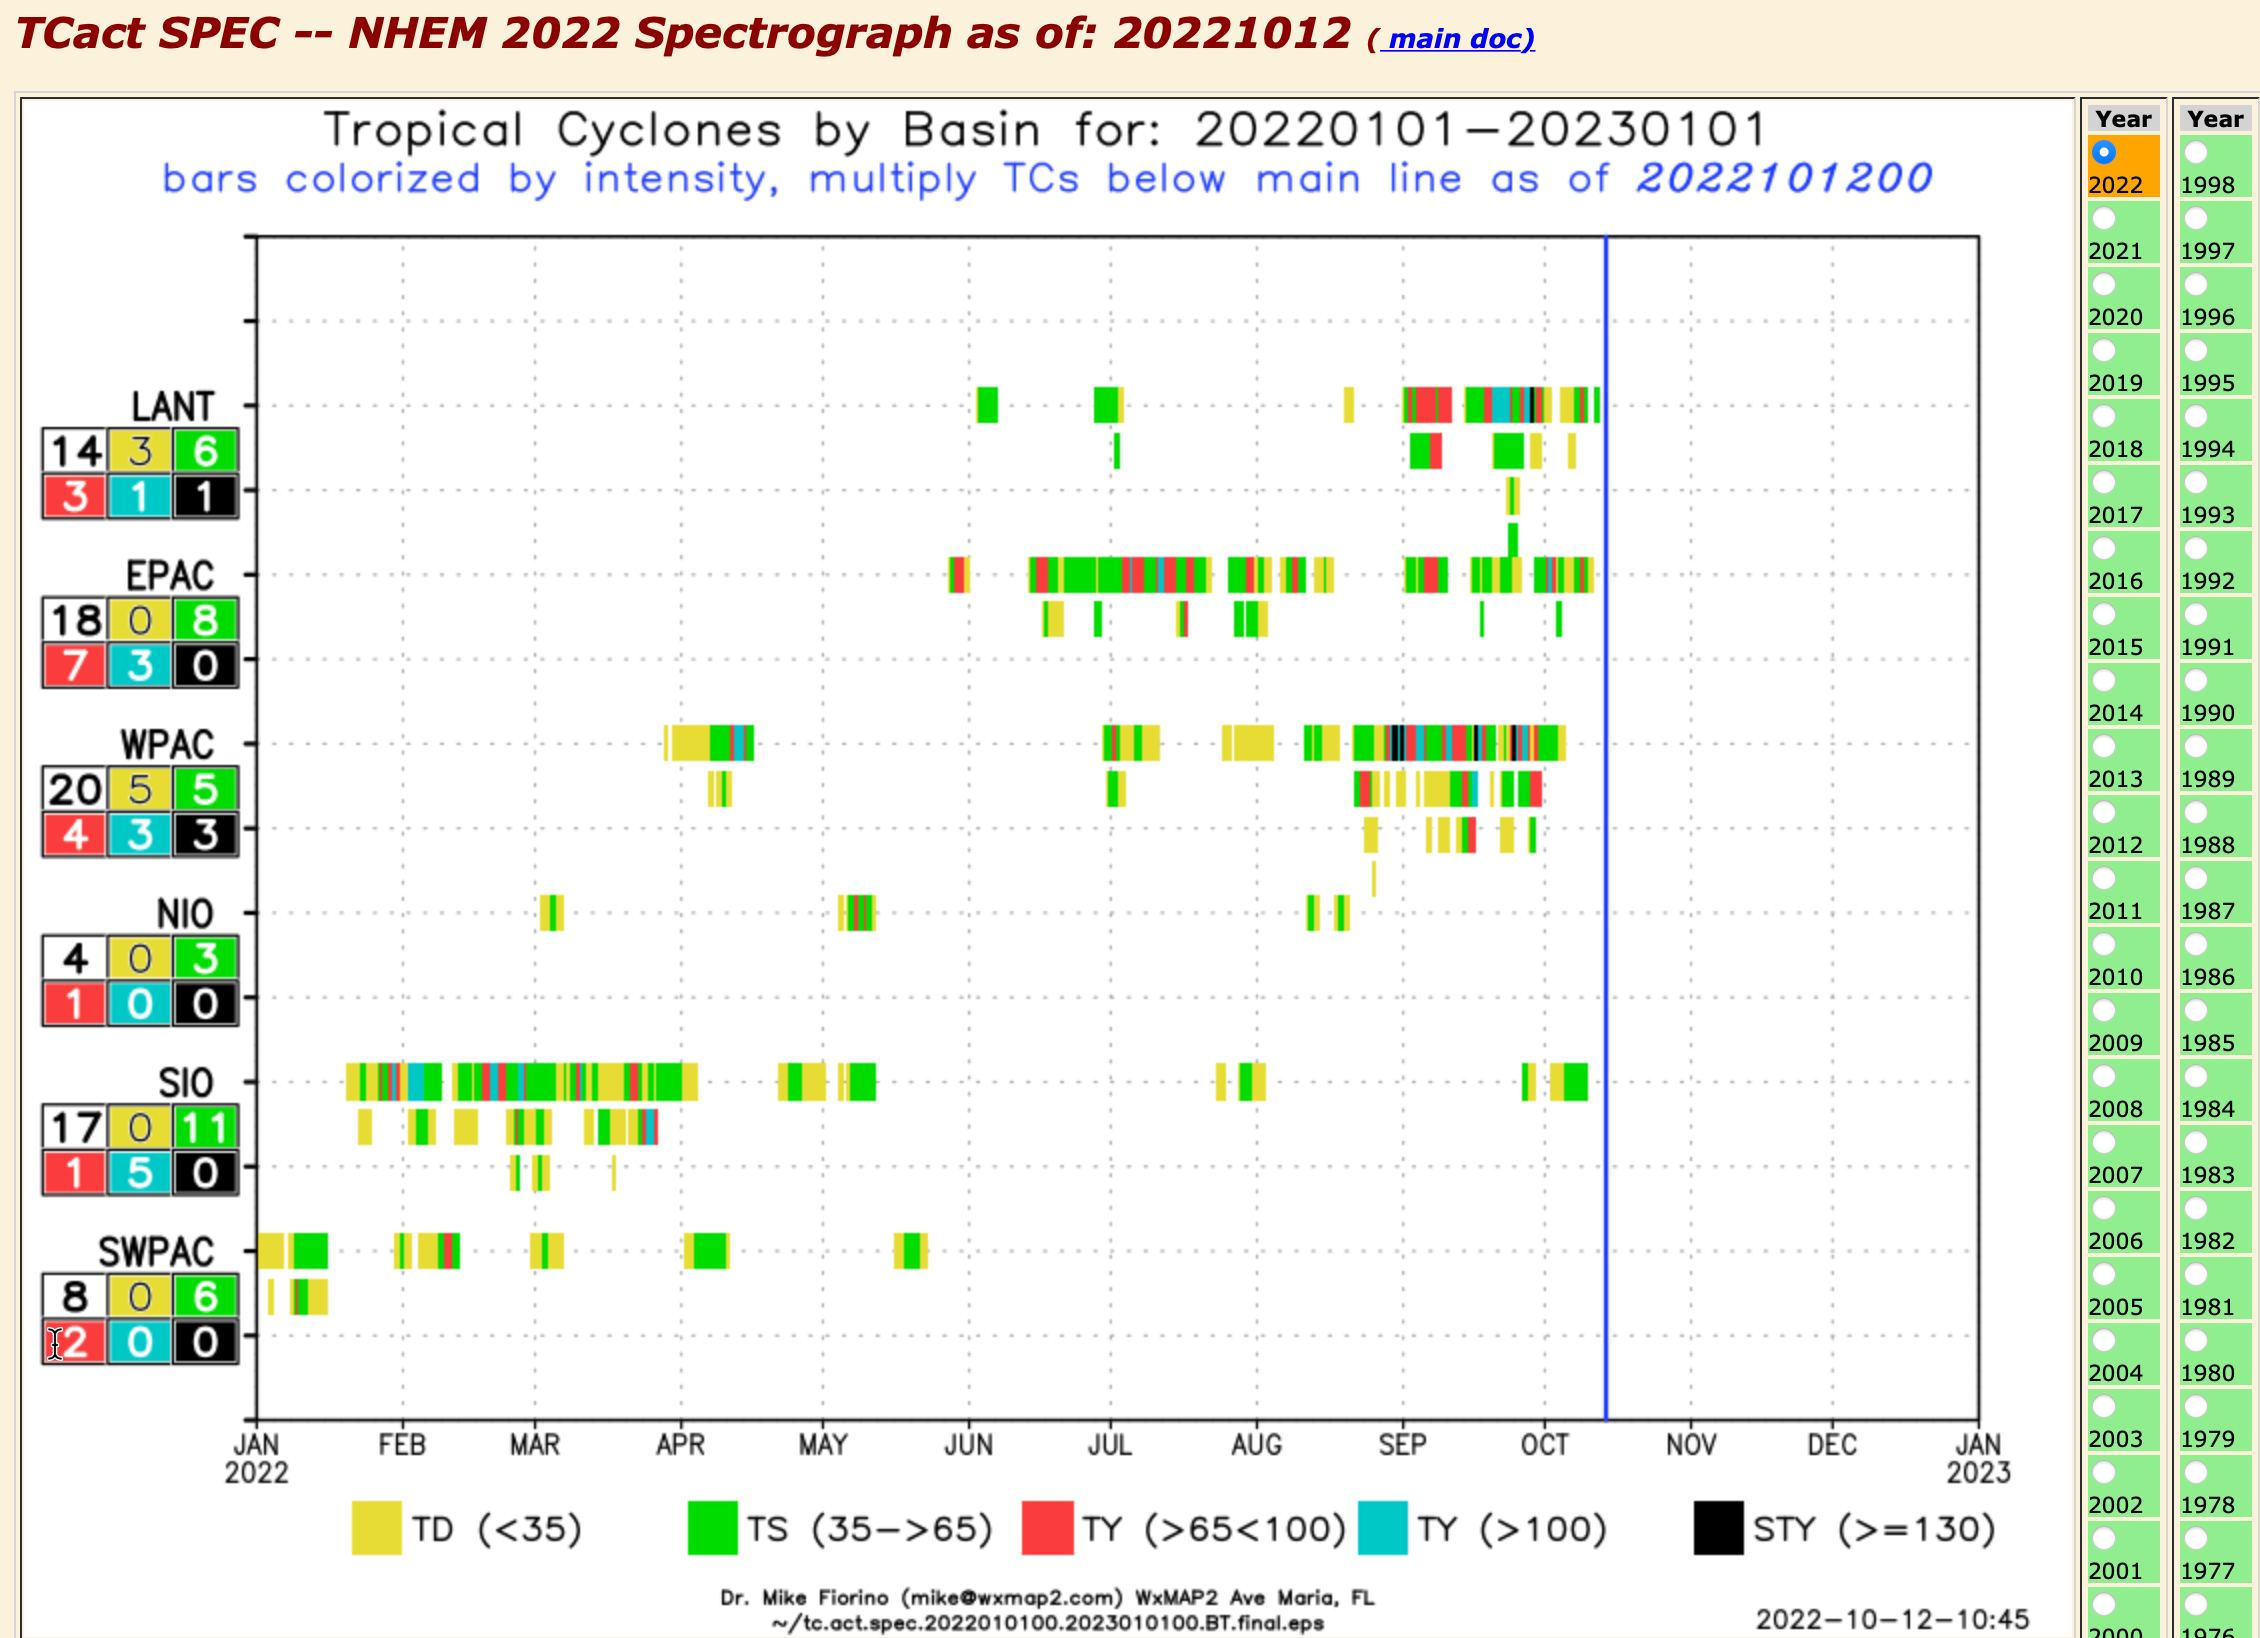 TCact SPEC -- NHEM 2022 Spectrograph as of: 20221012 ( main doc)
Tropical Cyclones by Basin for: 20220101-20230101
bars colorized by intensity, multiply TCs below main line as of 2022101200
LANT
14 3 6
3 1 1
EPAC
18 0 8
7 3 0
WPAC
20 5 5
4 3 3
NIO
4 0 3
1 0 0
SIO
17 0 11
1 5 0
SWPAC
8 0 6
2 0 0
JAN FEB MAR APR MAY JUN JUL AUG SEP OCT NOV DEC JAN
2022 2023
TD (<35) TS (35->65) TY (>65<100) TY (>100) STY (>=130)
Dr. Mike Fiorino (mike@wxmap2.com) WxMAP2 Ave Maria, FL
~/tc.act.spec.2022010100.2023010100.BT.final.eps
2022-10-12-10:45
Year Year
2022 1998
2021 1997
2020 1996
2019 1995
2018 1994
2017 1993
2016 1992
2015 1991
2014 1990
2013 1989
2012 1988
2011 1987
2010 1986
2009 1985
2008 1984
2007 1983
2006 1982
2005 1981
2004 1980
2003 1979
2002 1978
2001 1977
2000 1976